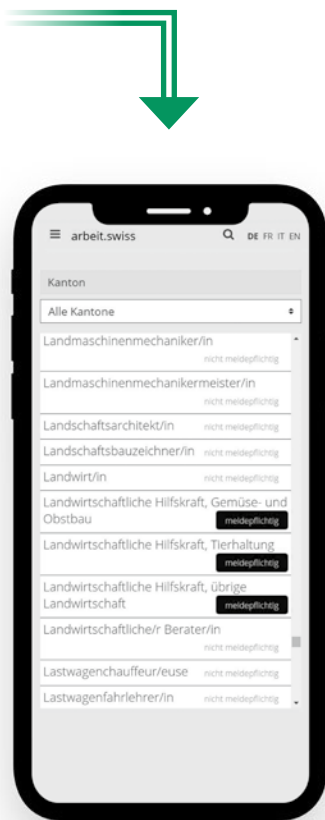 arbeit.swiss DE FR IT EN
Kanton
Alle Kantone
Landmaschinenmechaniker/in
nicht meldepflichtig
Landmaschinenmechanikermeister/in
nicht meldepflichtig
Landschaftsarchitekt/in nicht meldepflichtig
Landschaftsbauzeichner/in nicht meldepflichtig
Landwirt/in nicht meldepflichtig
Landwirtschaftliche Hilfskraft, Gemüse- und
Obstbau meldepflichtig
Landwirtschaftliche Hilfskraft, Tierhaltung
meldepflichtig
Landwirtschaftliche Hilfskraft, übrige
Landwirtschaft meldepflichtig
Landwirtschaftliche/r Berater/in
nicht meldepflichtig
Lastwagenchauffeur/euse nicht meldepflichtig
Lastwagenfahrlehrer/in nicht meldepflichtig